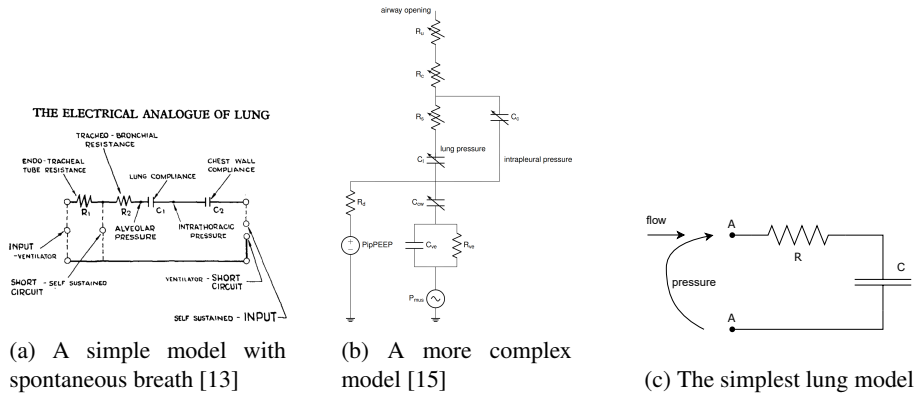 THE ELECTRICAL ANALOGUE OF LUNG
TRACHEO-BRONCHIAL
RESISTANCE
ENDO-TRACHEAL
TUBE RESISTANCE
LUNG COMPLIANCE
CHEST WALL
COMPLIANCE
R1
R2
C1
C2
ALVEOLAR
PRESSURE
INTRATHORACIC
PRESSURE
INPUT
-VENTILATOR
SHORT - SELF SUSTAINED
CIRCUIT
VENTILATOR - SHORT
CIRCUIT
SELF SUSTAINED - INPUT
(a) A simple model with
spontaneous breath [13]
airway opening
Ru
Rc
Rs
Cc
lung pressure
Cl
intrapleural pressure
Rd
Ccw
PipPEEP
Cve
Rve
Pmus
(b) A more complex
model [15]
flow
A
R
C
pressure
A
(c) The simplest lung model